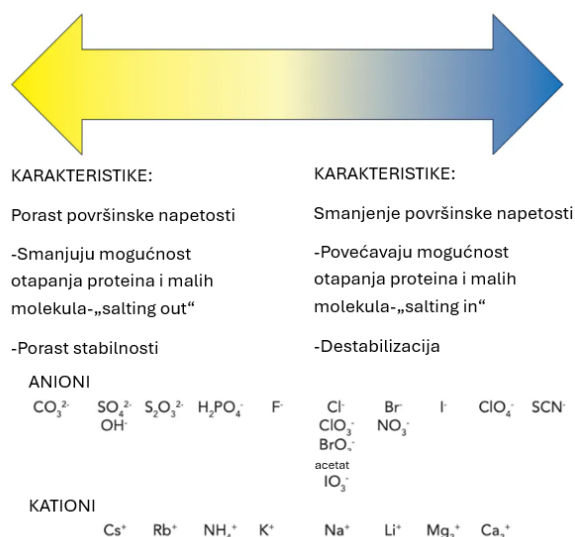 KARAKTERISTIKE:
Porast površinske napetosti
-Smanjuju mogućnost
otapanja proteina i malih
molekula-„salting out“
-Porast stabilnosti
KARAKTERISTIKE:
Smanjenje površinske napetosti
-Povećavaju mogućnost
otapanja proteina i malih
molekula-„salting in“
-Destabilizacija
ANIONI
CO₃²⁻ SO₄²⁻ S₂O₃²⁻ H₂PO₄⁻ F⁻ Cl⁻ Br⁻ I⁻ ClO₄⁻ SCN⁻
OH⁻ ClO₃⁻ NO₃⁻
BrO₃⁻
acetat
IO₃⁻
KATIONI
Cs⁺ Rb⁺ NH₄⁺ K⁺ Na⁺ Li⁺ Mg₂⁺ Ca₂⁺